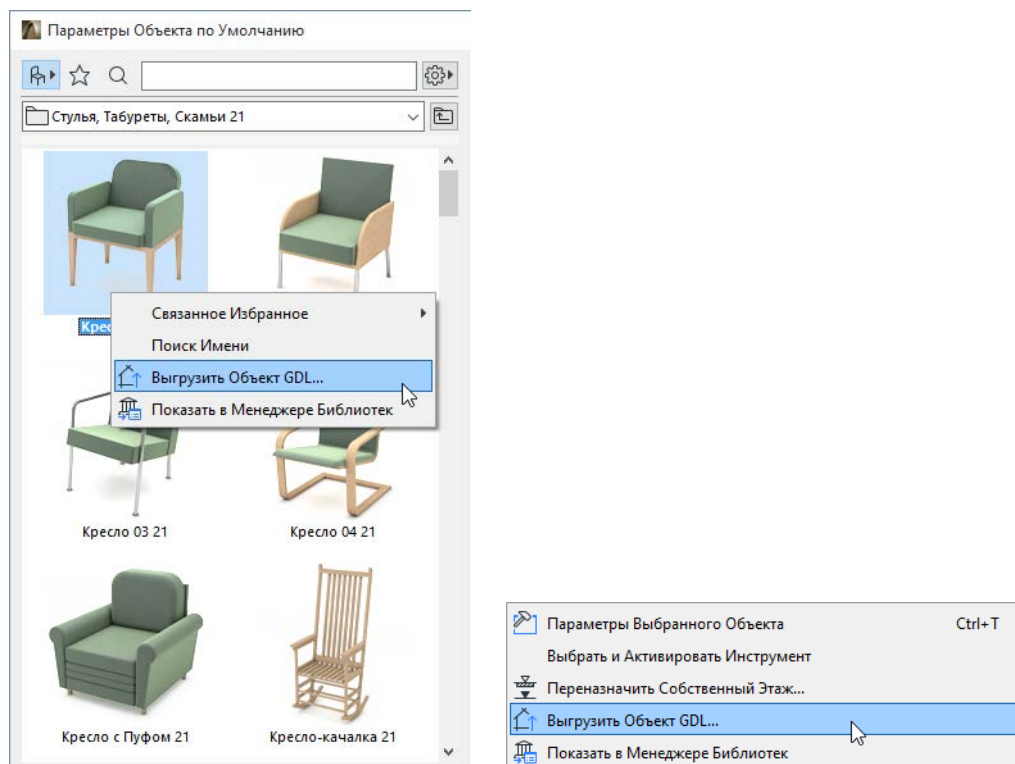 Параметры Объекта по Умолчанию
Стулья, Табуреты, Скамьи 21
Связанное Избранное
Поиск Имени
Выгрузить Объект GDL...
Показать в Менеджере Библиотек
Кресло 03 21
Кресло 04 21
Кресло с Пуфом 21
Кресло-качалка 21
Параметры Выбранного Объекта Ctrl+T
Выбрать и Активировать Инструмент
Переназначить Собственный Этаж...
Выгрузить Объект GDL...
Показать в Менеджере Библиотек